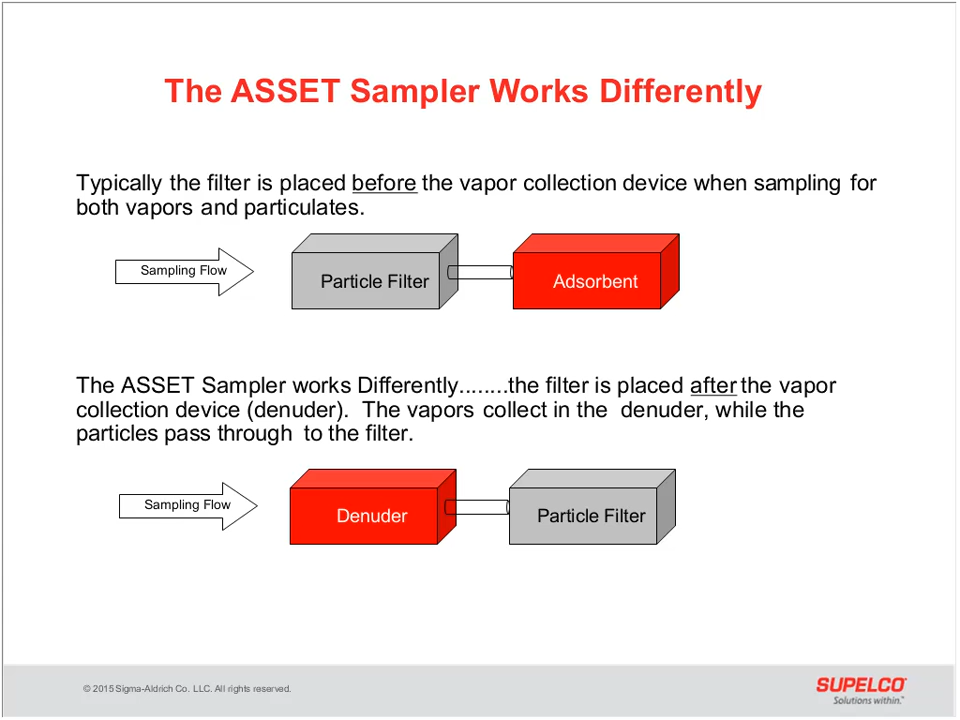 The ASSET Sampler Works Differently
Typically the filter is placed before the vapor collection device when sampling for
both vapors and particulates.
Sampling Flow
Particle Filter
Adsorbent
The ASSET Sampler works Differently........the filter is placed after the vapor
collection device (denuder). The vapors collect in the denuder, while the
particles pass through to the filter.
Sampling Flow
Denuder
Particle Filter
© 2015 Sigma-Aldrich Co. LLC. All rights reserved.
SUPELCO
Solutions within.™